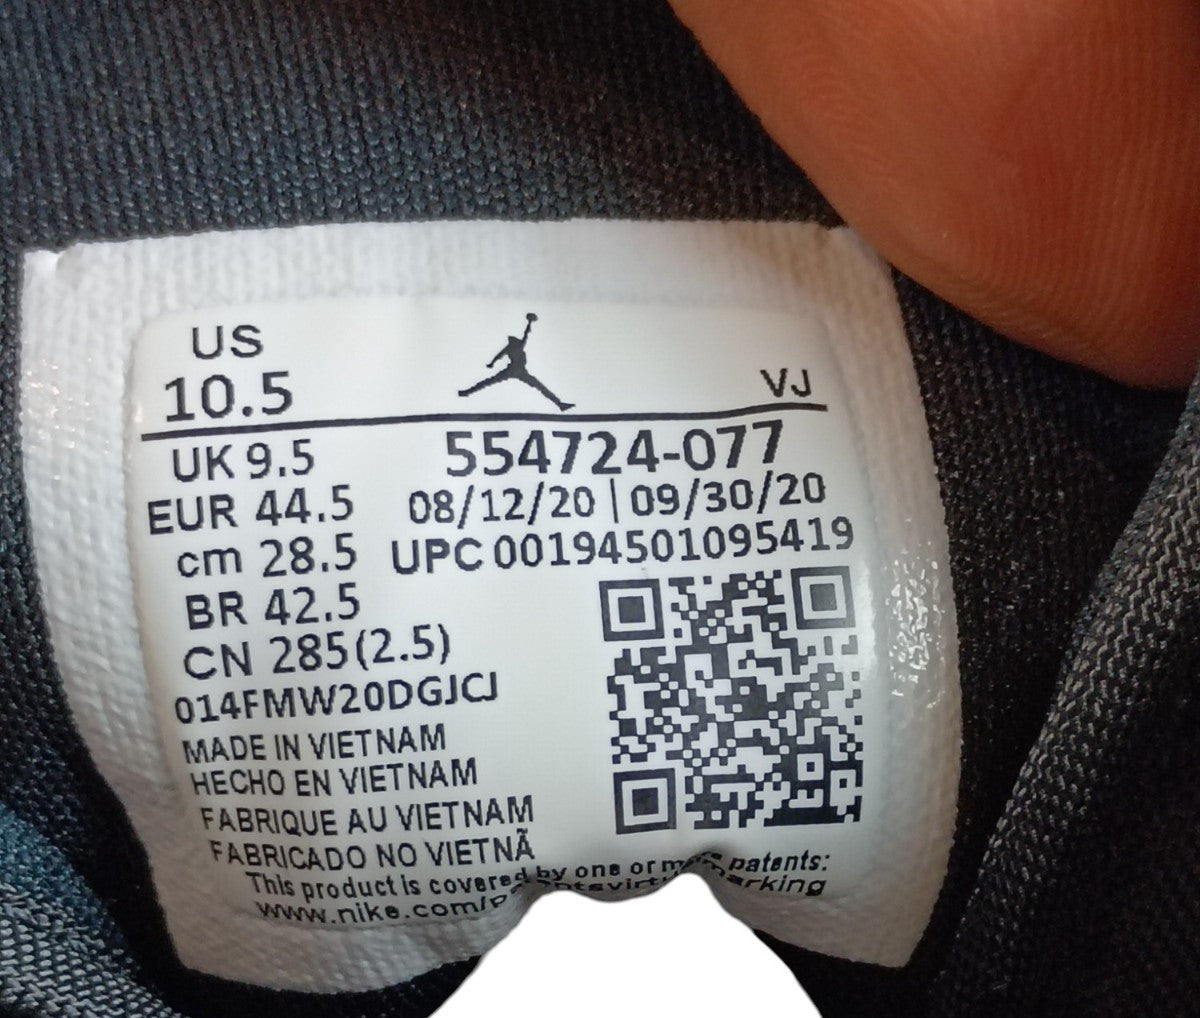 US
10.5
VJ
UK 9.5
554724-077
EUR 44.5
08/12/20 | 09/30/20
cm 28.5
UPC 00194501095419
BR 42.5
CN 285(2.5)
014FMW20DGJCJ
MADE IN VIETNAM
HECHO EN VIETNAM
FABRIQUE AU VIETNAM
FABRICADO NO VIETNÃ
This product is covered by one or patents:
www.nike.com/